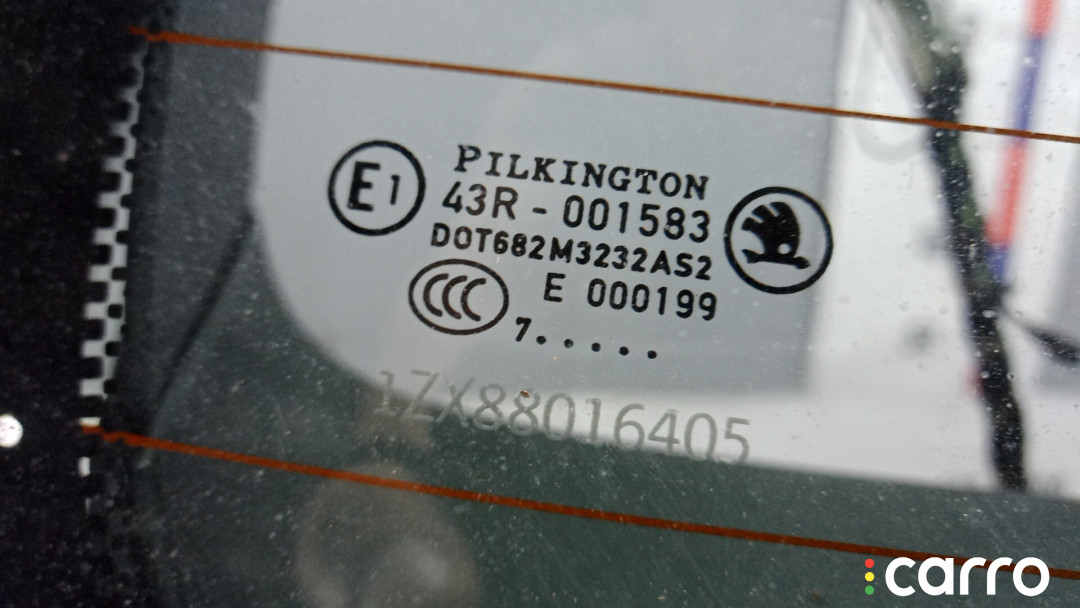 PILKINGTON
E1
43R - 001583
DOT682M3232AS2
CCC
E 000199
7.....
1ZX88016405
carro